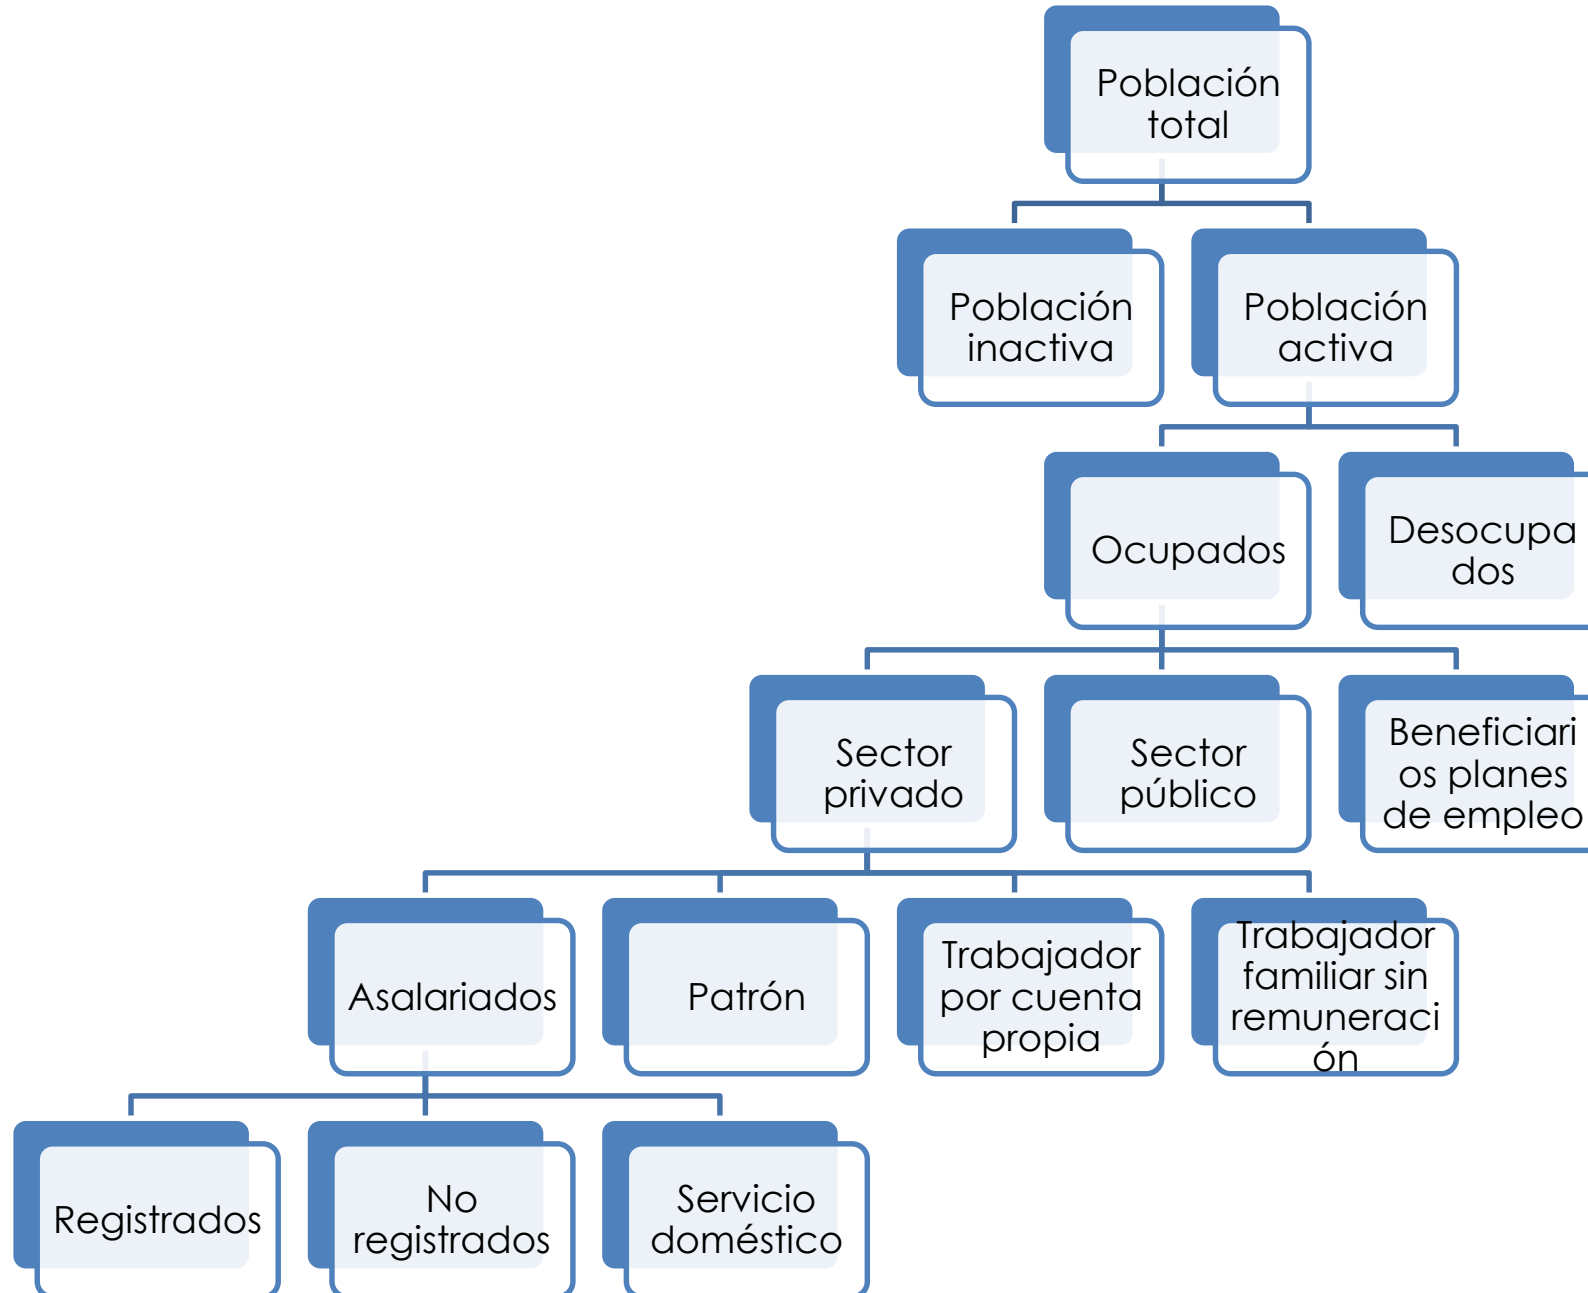 Población
total
Población
inactiva
Población
activa
Ocupados
Desocupa
dos
Sector
privado
Sector
público
Beneficiari
os planes
de empleo
Asalariados
Patrón
Trabajador
por cuenta
propia
Trabajador
familiar sin
remuneraci
ón
Registrados
No
registrados
Servicio
doméstico